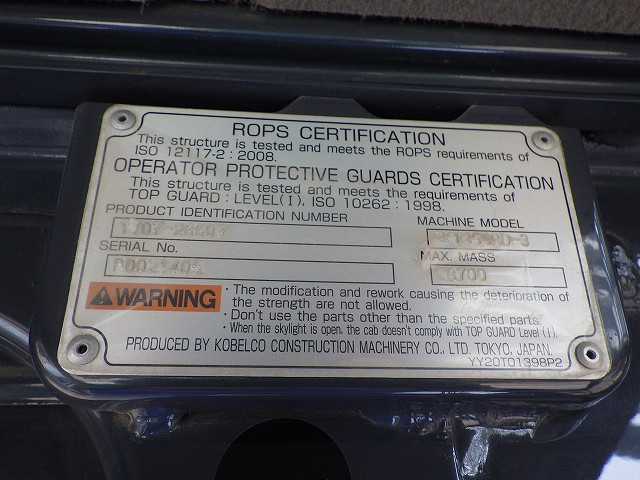 ROPS CERTIFICATION
This structure is tested and meets the ROPS requirements of
ISO 12117-2 : 2008.
OPERATOR PROTECTIVE GUARDS CERTIFICATION
This structure is tested and meets the requirements of
TOP GUARD : LEVEL(I), ISO 10262 : 1998.
PRODUCT IDENTIFICATION NUMBER
MACHINE MODEL
SERIAL No.
MAX. MASS
WARNING
・The modification and rework causing the deterioration of
the strength are not allowed.
・Don't use the parts other than the specified parts.
・When the skylight is open, the cab doesn't comply with TOP GUARD Level (I).
PRODUCED BY KOBELCO CONSTRUCTION MACHINERY CO., LTD. TOKYO, JAPAN.
YY20T01398P2